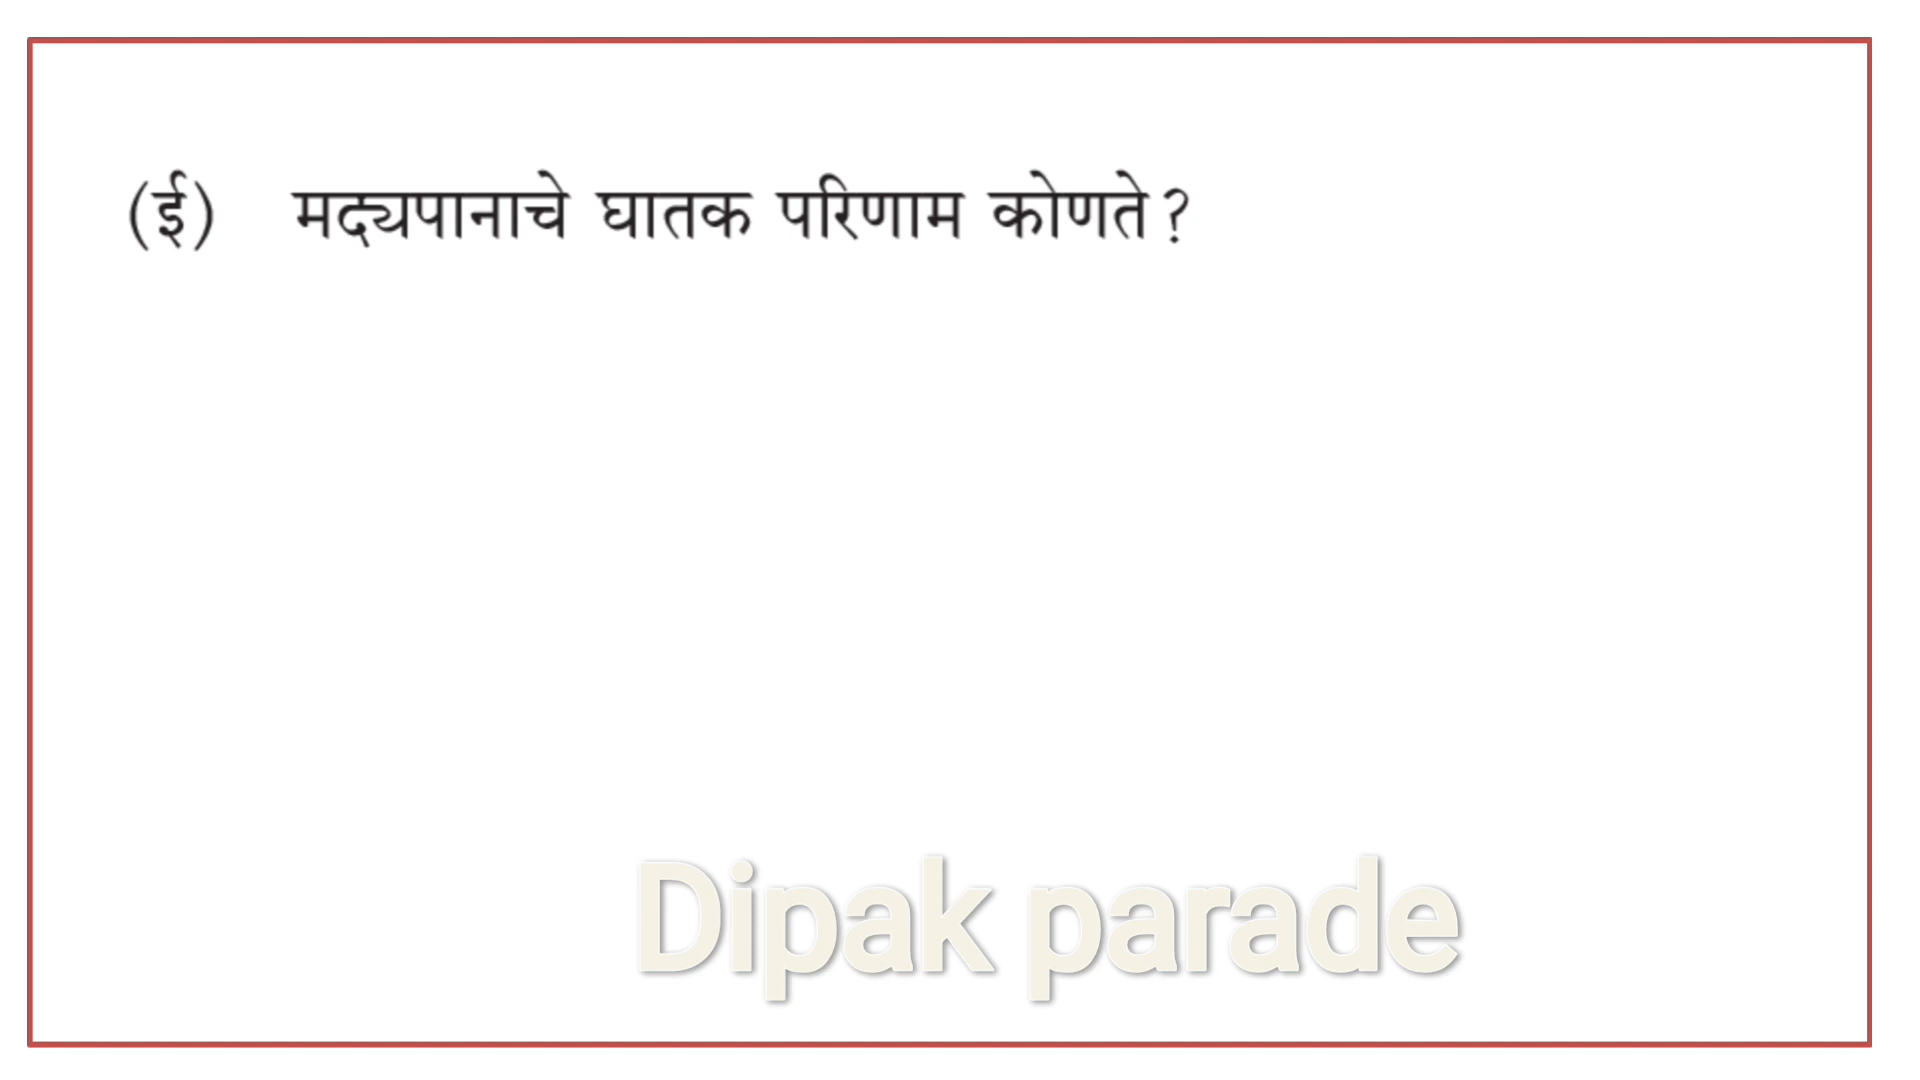 (ई) मद्यपानाचे घातक परिणाम कोणते?
Dipak parade